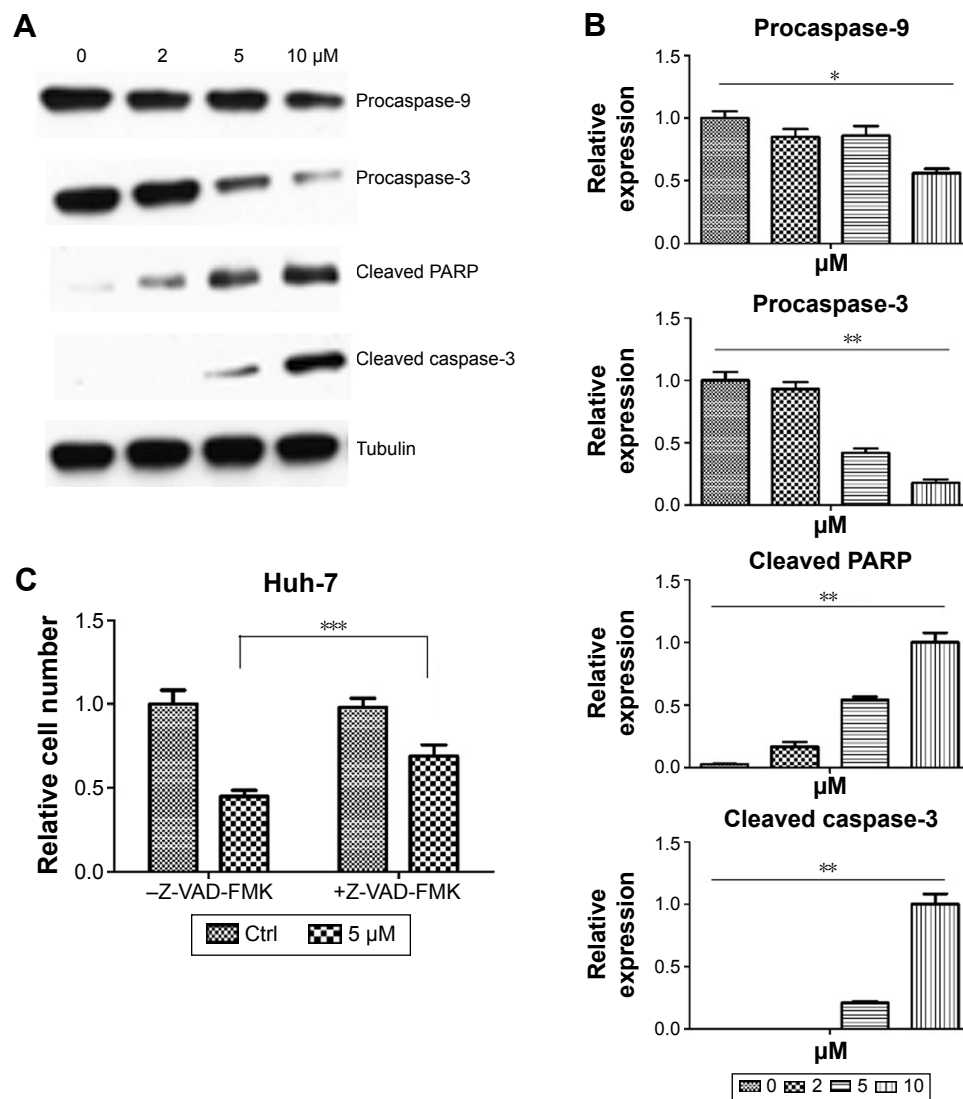 A
0 2 5 10 µM
Procaspase-9
Procaspase-3
Cleaved PARP
Cleaved caspase-3
Tubulin
B
Procaspase-9
Relative
expression
1.5
1.0
0.5
0.0
*
µM
Procaspase-3
Relative
expression
1.5
1.0
0.5
0.0
**
µM
Cleaved PARP
Relative
expression
1.5
1.0
0.5
0.0
**
µM
Cleaved caspase-3
Relative
expression
1.5
1.0
0.5
0.0
**
µM
0 2 5 10
C
Huh-7
Relative cell number
1.5
1.0
0.5
0.0
***
–Z-VAD-FMK +Z-VAD-FMK
Ctrl 5 µM